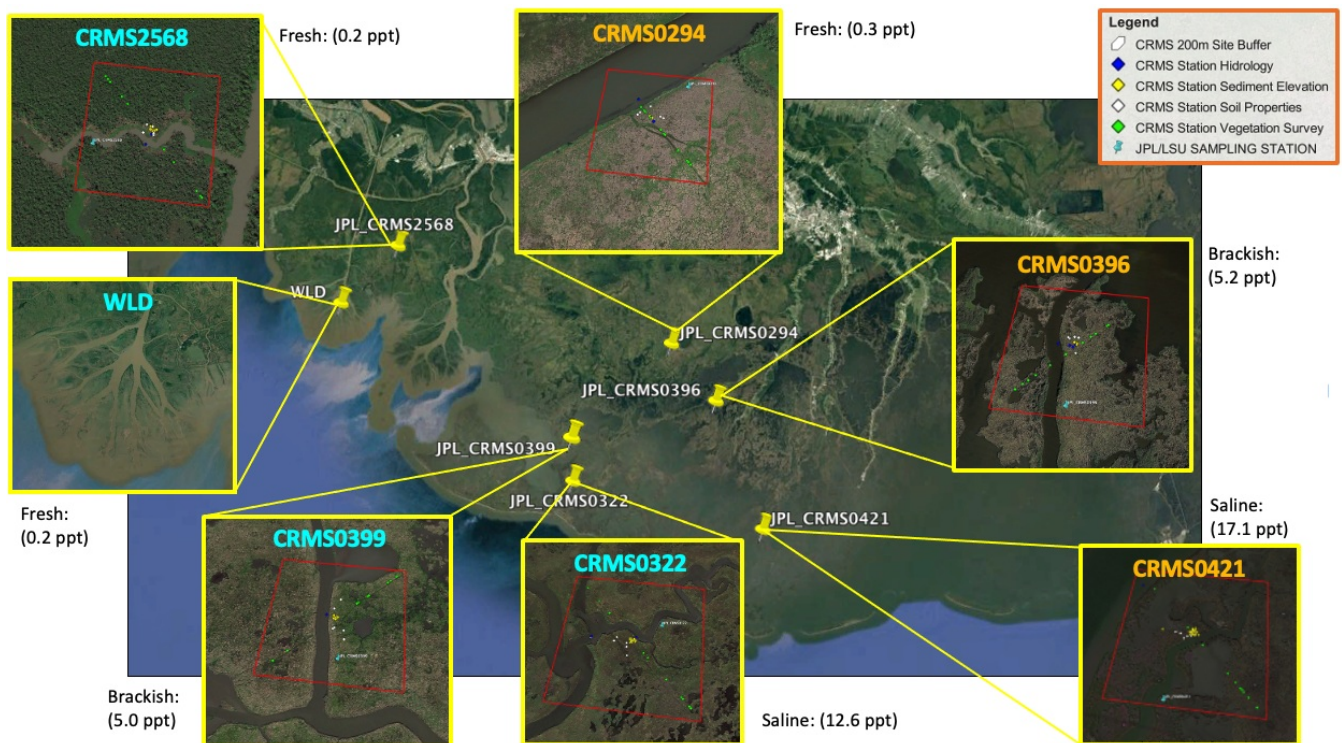 CRMS2568
Fresh: (0.2 ppt)
CRMS0294
Fresh: (0.3 ppt)
Legend
CRMS 200m Site Buffer
CRMS Station Hidrology
CRMS Station Sediment Elevation
CRMS Station Soil Properties
CRMS Station Vegetation Survey
JPL/LSU SAMPLING STATION
JPL_CRMS2568
WLD
WLD
Fresh:
(0.2 ppt)
JPL_CRMS0294
JPL_CRMS0396
CRMS0396
Brackish:
(5.2 ppt)
JPL_CRMS0399
JPL_CRMS0322
JPL_CRMS0421
Saline:
(17.1 ppt)
CRMS0399
Brackish:
(5.0 ppt)
CRMS0322
Saline: (12.6 ppt)
CRMS0421